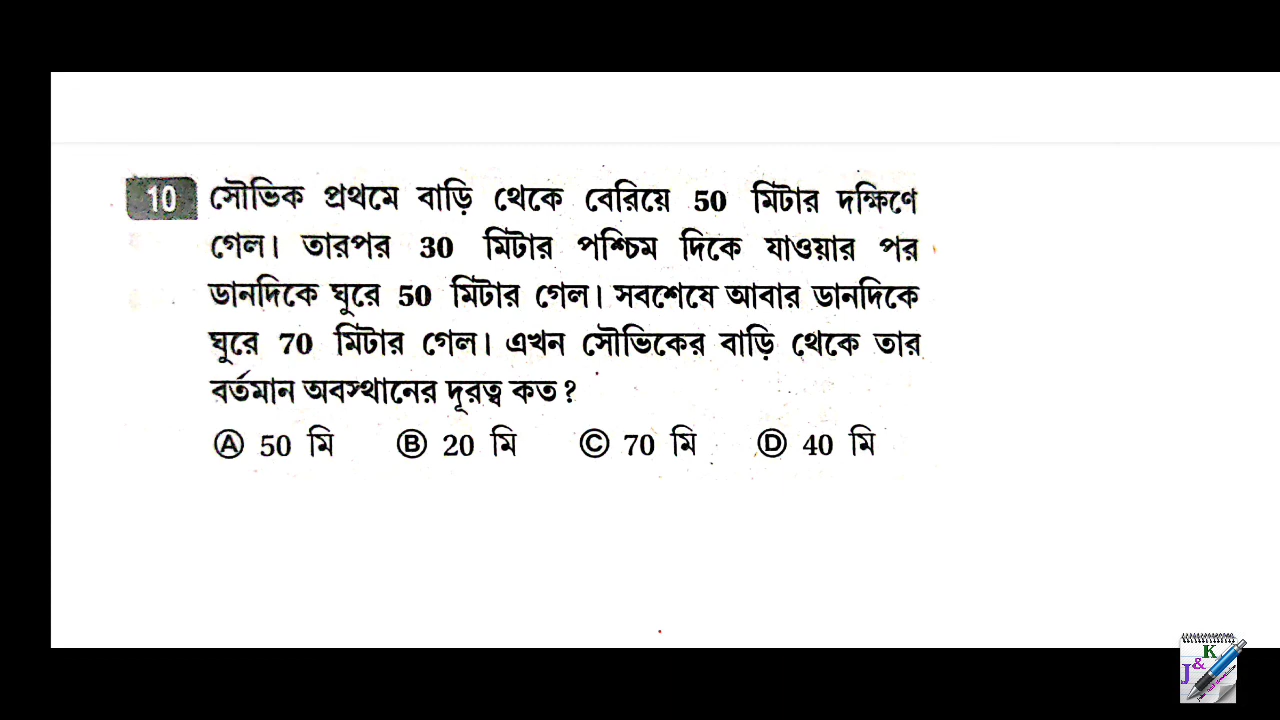 10 সৌভিক প্রথমে বাড়ি থেকে বেরিয়ে 50 মিটার দক্ষিণে
গেল। তারপর 30 মিটার পশ্চিম দিকে যাওয়ার পর
ডানদিকে ঘুরে 50 মিটার গেল। সবশেষে আবার ডানদিকে
ঘুরে 70 মিটার গেল। এখন সৌভিকের বাড়ি থেকে তার
বর্তমান অবস্থানের দূরত্ব কত?
Ⓐ 50 মি Ⓑ 20 মি Ⓒ 70 মি Ⓓ 40 মি
J&K